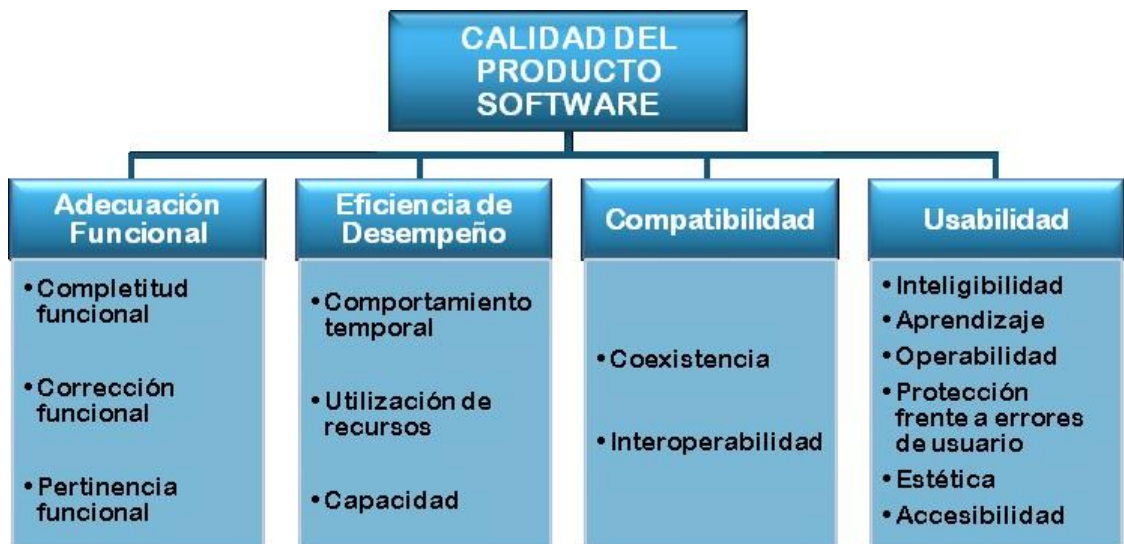 CALIDAD DEL
PRODUCTO
SOFTWARE
Adecuación
Funcional
• Completitud
funcional
• Corrección
funcional
• Pertinencia
funcional
Eficiencia de
Desempeño
• Comportamiento
temporal
• Utilización de
recursos
• Capacidad
Compatibilidad
• Coexistencia
• Interoperabilidad
Usabilidad
• Inteligibilidad
• Aprendizaje
• Operabilidad
• Protección
frente a errores
de usuario
• Estética
• Accesibilidad